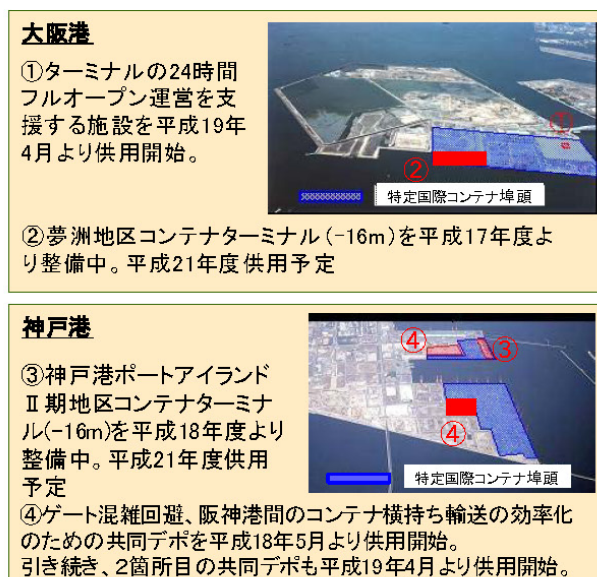 大阪港
①ターミナルの24時間
フルオープン運営を支
援する施設を平成19年
4月より供用開始。
①
②
特定国際コンテナ埠頭
②夢洲地区コンテナターミナル(-16m)を平成17年度よ
り整備中。平成21年度供用予定
神戸港
④
③
③神戸港ポートアイランド
Ⅱ期地区コンテナターミナ
ル(-16m)を平成18年度より
整備中。平成21年度供用
予定
④
特定国際コンテナ埠頭
④ゲート混雑回避、阪神港間のコンテナ横持ち輸送の効率化
のための共同デポを平成18年5月より供用開始。
引き続き、2箇所目の共同デポも平成19年4月より供用開始。